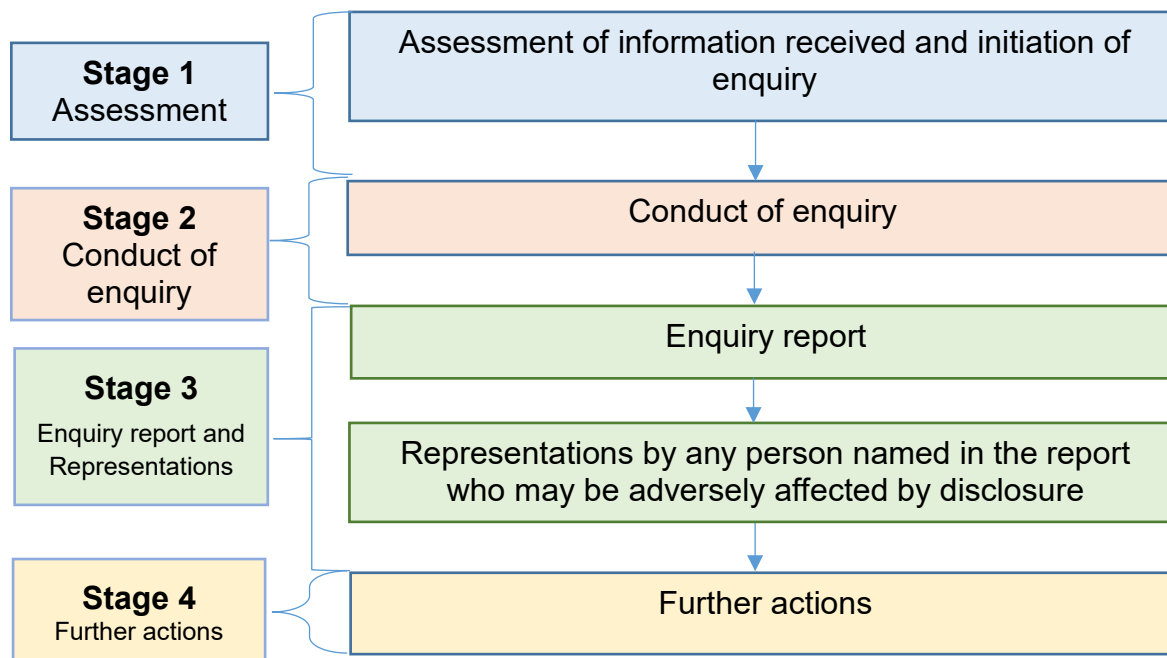 Stage 1
Assessment
Assessment of information received and initiation of
enquiry
Stage 2
Conduct of
enquiry
Conduct of enquiry
Stage 3
Enquiry report and
Representations
Enquiry report
Representations by any person named in the report
who may be adversely affected by disclosure
Stage 4
Further actions
Further actions